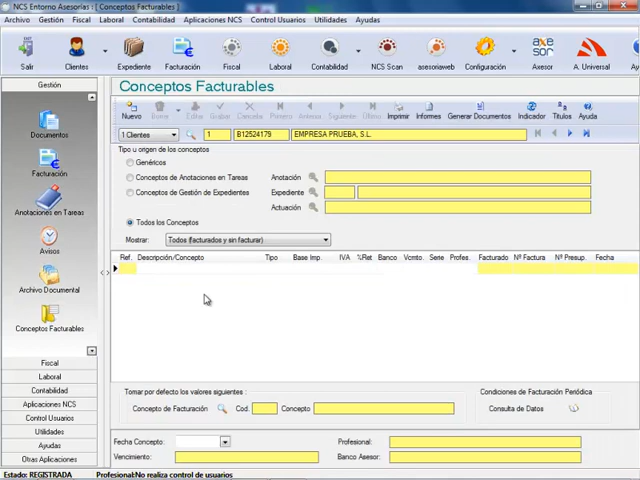 NCS Entorno Asesorías : [ Conceptos Facturables ]
Archivo Gestión Fiscal Laboral Contabilidad Aplicaciones NCS Control Usuarios Utilidades Ayudas
Salir Clientes Expediente Facturación Fiscal Laboral Contabilidad NCS Scan asesoriaweb Configuración Axesor A. Universal Ay
Gestión
Documentos
Facturación
Anotaciones en Tareas
Avisos
Archivo Documental
Conceptos Facturables
Fiscal
Laboral
Contabilidad
Aplicaciones NCS
Control Usuarios
Utilidades
Ayudas
Otras Aplicaciones
Conceptos Facturables
Nuevo Borrar Editar Grabar Cancelar Primero Anterior Siguiente Último Imprimir Informes Generar Documentos Indicador Títulos Ayuda
1 Clientes 1 B12524179 EMPRESA PRUEBA, S.L.
Tipo u origen de los conceptos
Genéricos
Conceptos de Anotaciones en Tareas Anotación
Conceptos de Gestión de Expedientes Expediente
Actuación
Todos los Conceptos
Mostrar: Todos (facturados y sin facturar)
Ref. Descripción/Concepto Tipo Base Imp. IVA %Ret Banco Vcmto. Serie Profes. Facturado Nº Factura Nº Presup. Fecha
Tomar por defecto los valores siguientes :
Concepto de Facturación Cod. Concepto
Condiciones de Facturación Periódica
Consulta de Datos
Fecha Concepto: Profesional:
Vencimiento: Banco Asesor:
Estado: REGISTRADA Profesional:No realiza control de usuarios